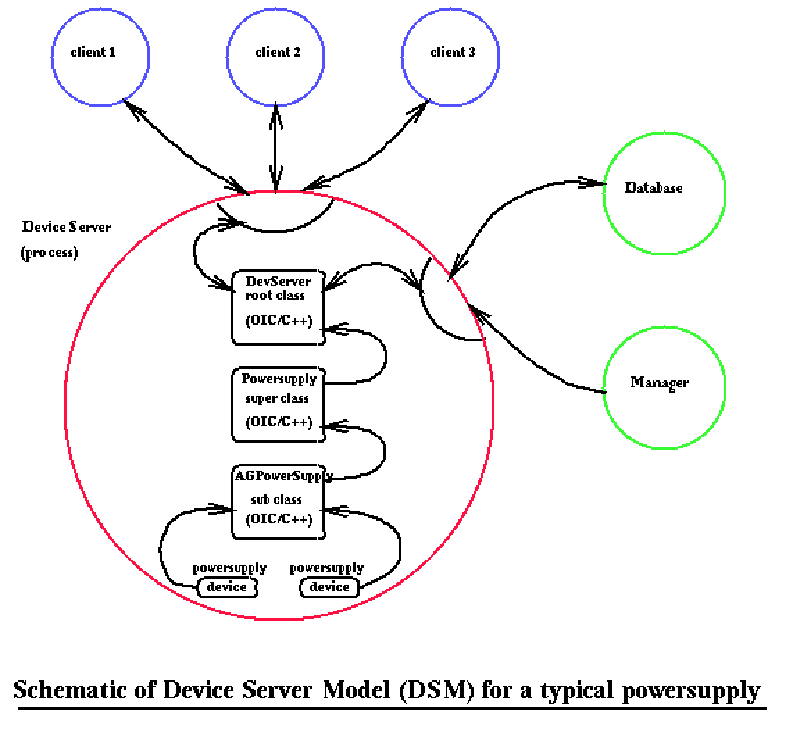 client 1
client 2
client 3
Database
Device Server
(process)
DevServer
root class
(OIC/C++)
Powersupply
super class
(OIC/C++)
Manager
AGPowerSupply
sub class
(OIC/C++)
powersupply
device
powersupply
device
Schematic of Device Server Model (DSM) for a typical powersupply